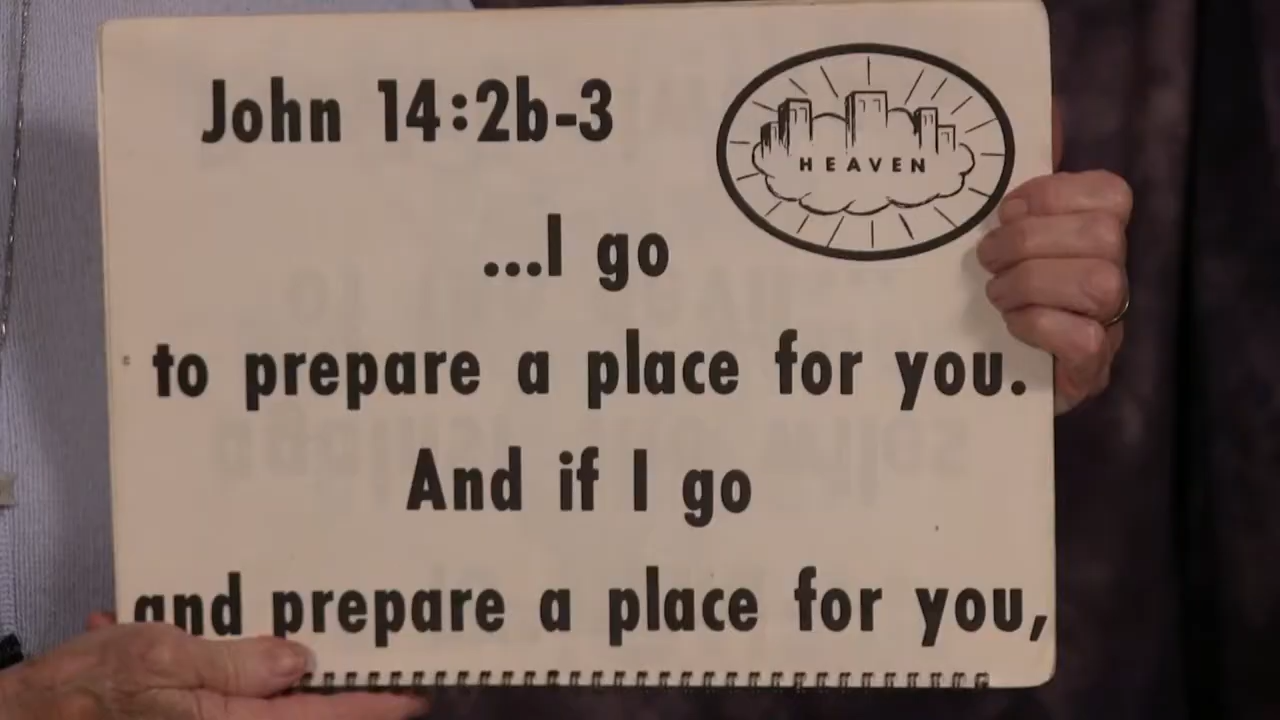 John 14:2b-3
HEAVEN
...I go
to prepare a place for you.
And if I go
and prepare a place for you,